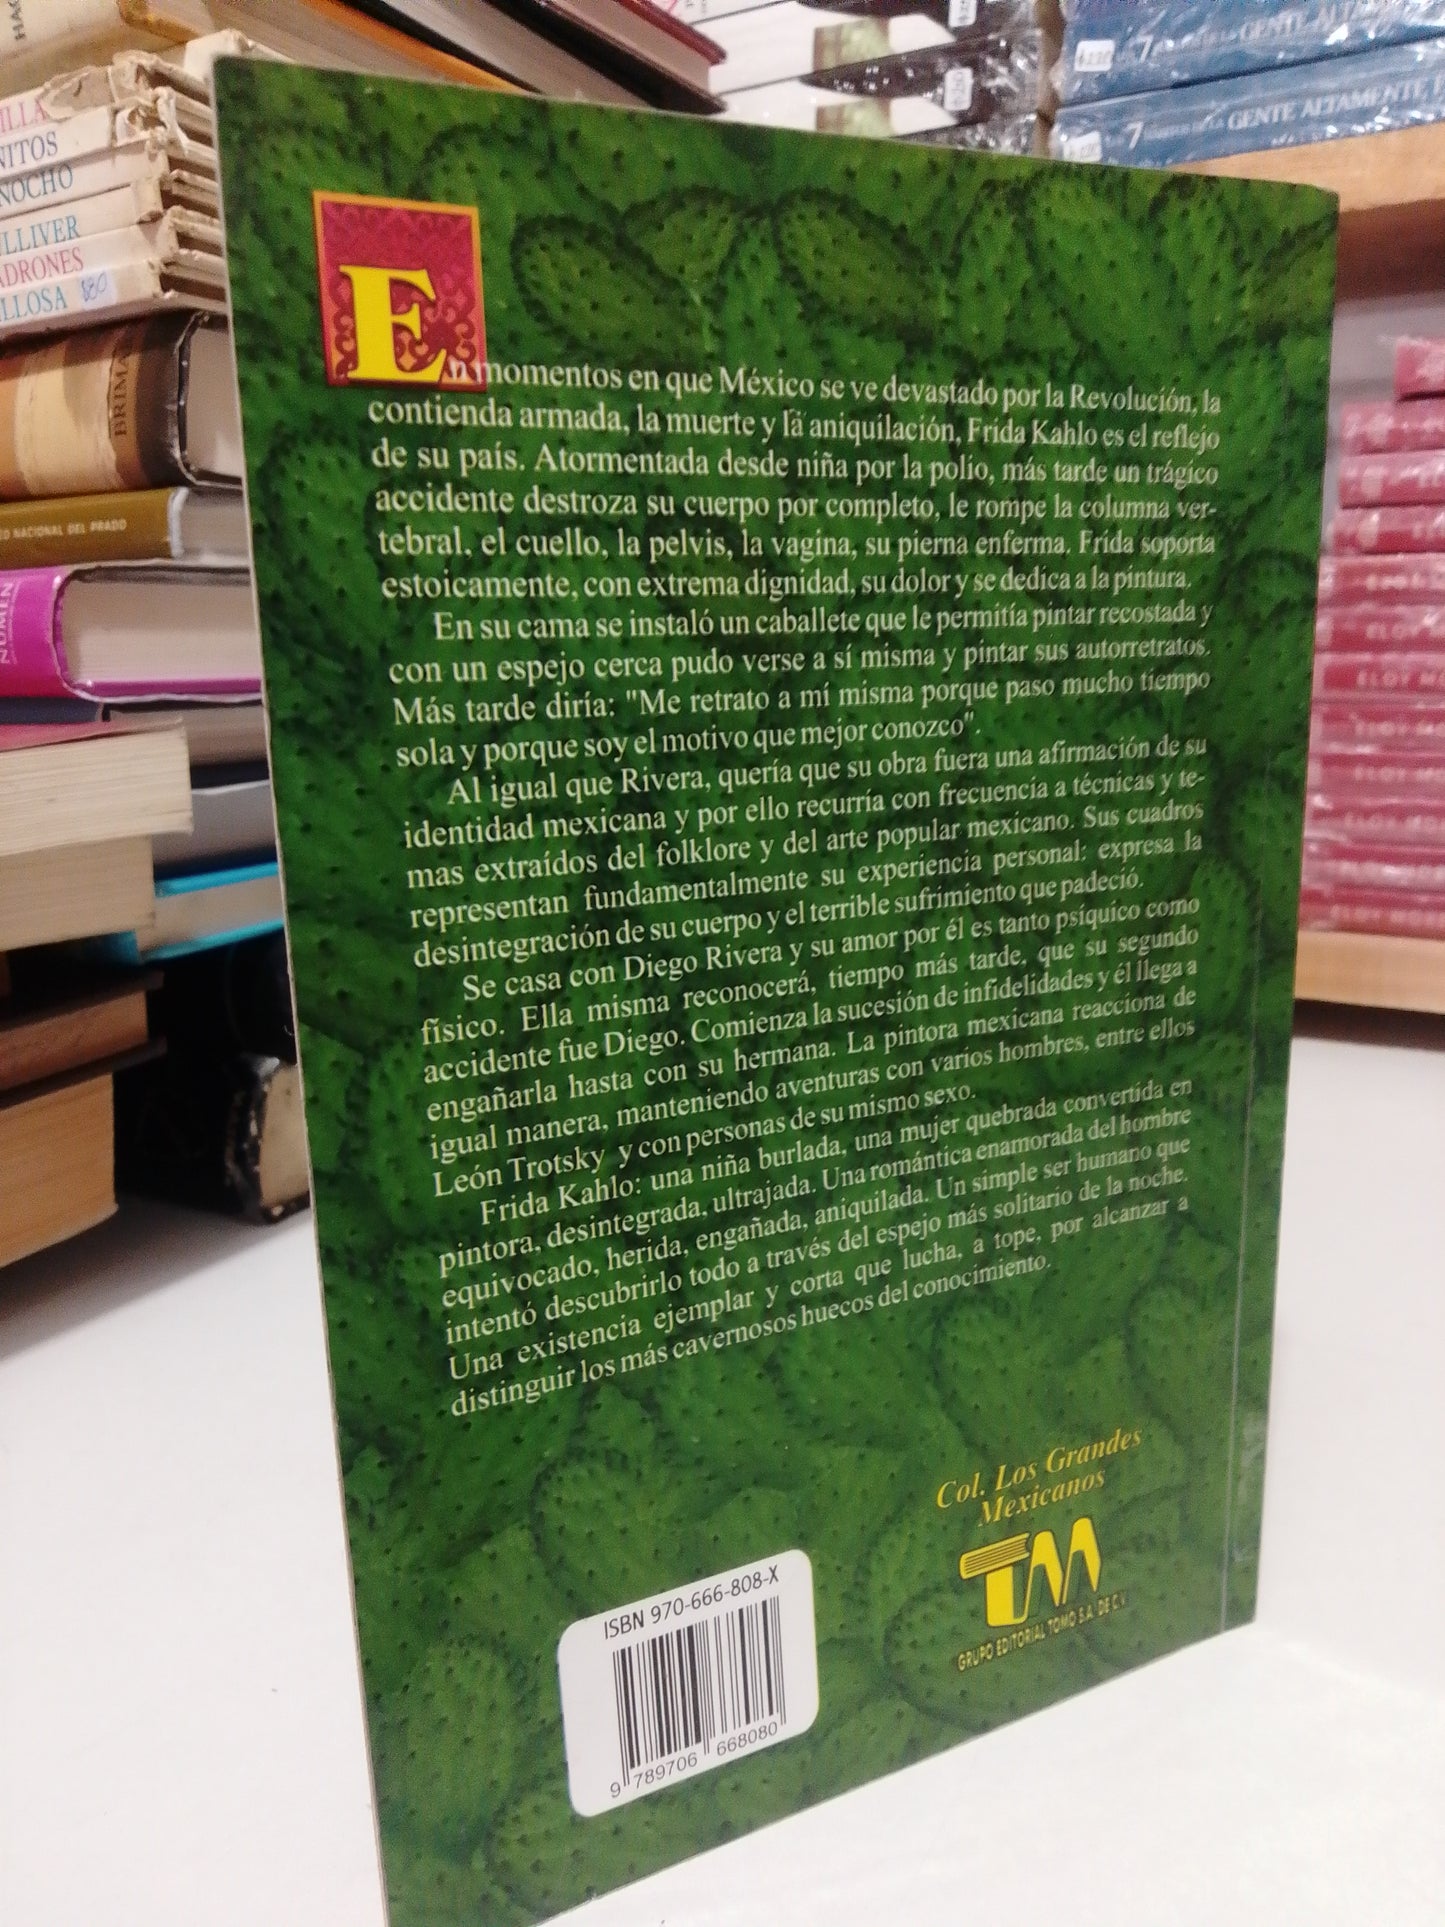 En momentos en que México se ve devastado por la Revolución, la
contienda armada, la muerte y la aniquilación, Frida Kahlo es el reflejo
de su país. Atormentada desde niña por la polio, más tarde un trágico
accidente destroza su cuerpo por completo, le rompe la columna ver-
tebral, el cuello, la pelvis, la vagina, su pierna enferma. Frida soporta
estoicamente, con extrema dignidad, su dolor y se dedica a la pintura.
En su cama se instaló un caballete que le permitía pintar recostada y
con un espejo cerca pudo verse a sí misma y pintar sus autorretratos.
Más tarde diría: "Me retrato a mí misma porque paso mucho tiempo
sola y porque soy el motivo que mejor conozco".
Al igual que Rivera, quería que su obra fuera una afirmación de su
identidad mexicana y por ello recurría con frecuencia a técnicas y te-
mas extraídos del folklore y del arte popular mexicano. Sus cuadros
representan fundamentalmente su experiencia personal: expresa la
desintegración de su cuerpo y el terrible sufrimiento que padeció.
Se casa con Diego Rivera y su amor por él es tanto psíquico como
físico. Ella misma reconocerá, tiempo más tarde, que su segundo
accidente fue Diego. Comienza la sucesión de infidelidades y él llega a
engañarla hasta con su hermana. La pintora mexicana reacciona de
igual manera, manteniendo aventuras con varios hombres, entre ellos
León Trotsky y con personas de su mismo sexo.
Frida Kahlo: una niña burlada, una mujer quebrada convertida en
pintora, desintegrada, ultrajada. Una romántica enamorada del hombre
equivocado, herida, engañada, aniquilada. Un simple ser humano que
intentó descubrirlo todo a través del espejo más solitario de la noche.
Una existencia ejemplar y corta que lucha, a tope, por alcanzar a
distinguir los más cavernosos huecos del conocimiento.
Col. Los Grandes
Mexicanos
TM
GRUPO EDITORIAL TOMO S.A. DE C.V.
ISBN 970-666-808-X
9 789706 668080
NITOS
ADRONES
$80
BRIMA
NACIONAL DEL PRADO
7
GENTE ALTAMENTE
7
GENTE ALTAMENTE
ELOY
ELOY